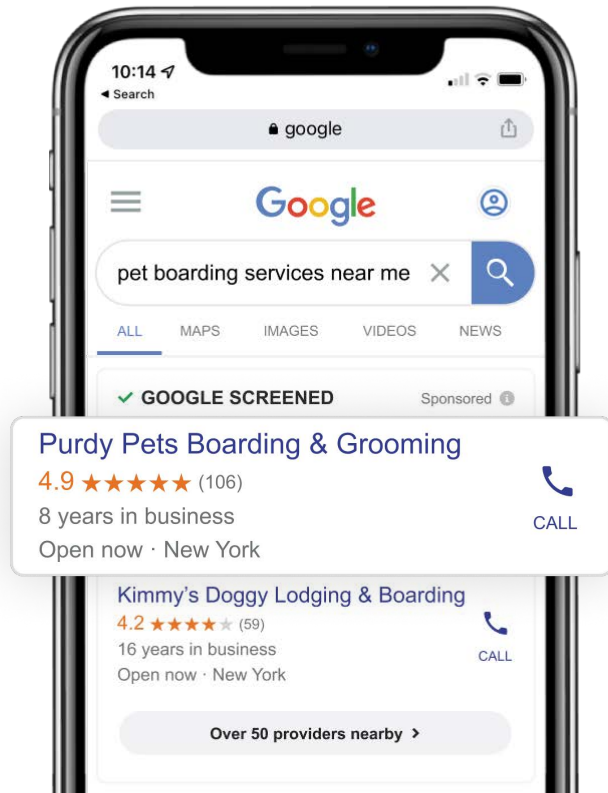 10:14
Search
google
Google
pet boarding services near me
ALL MAPS IMAGES VIDEOS NEWS
GOOGLE SCREENED Sponsored
Purdy Pets Boarding & Grooming
4.9 ★★★★★ (106)
8 years in business
CALL
Open now · New York
Kimmy's Doggy Lodging & Boarding
4.2 ★★★★★ (59)
16 years in business
CALL
Open now · New York
Over 50 providers nearby >